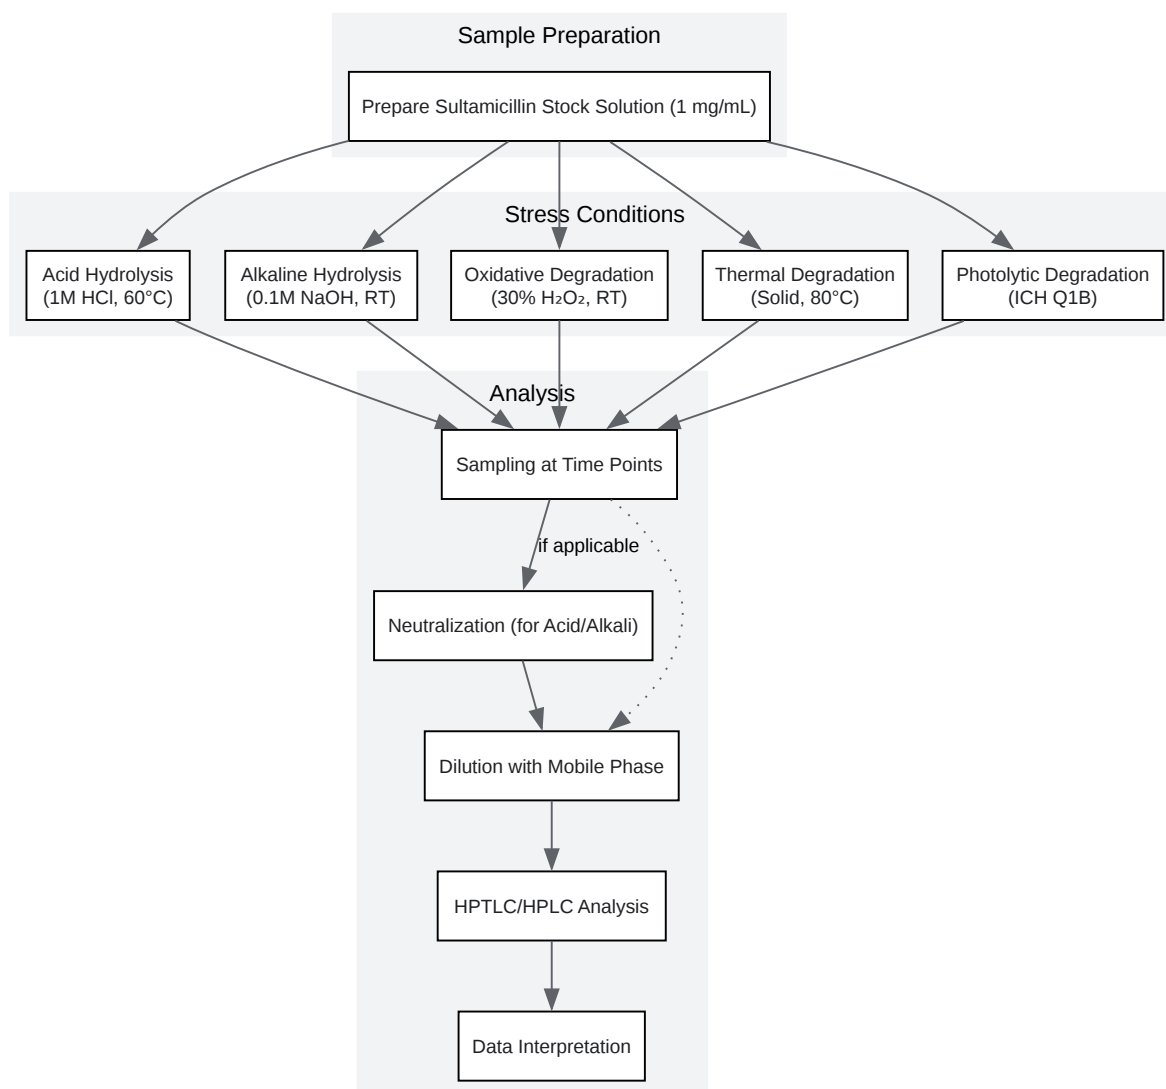 Sample Preparation
Prepare Sultamicillin Stock Solution (1 mg/mL)
Stress Conditions
Acid Hydrolysis
(1M HCl, 60°C)
Alkaline Hydrolysis
(0.1M NaOH, RT)
Oxidative Degradation
(30% H₂O₂, RT)
Thermal Degradation
(Solid, 80°C)
Photolytic Degradation
(ICH Q1B)
Analysis
Sampling at Time Points
if applicable
Neutralization (for Acid/Alkali)
Dilution with Mobile Phase
HPTLC/HPLC Analysis
Data Interpretation